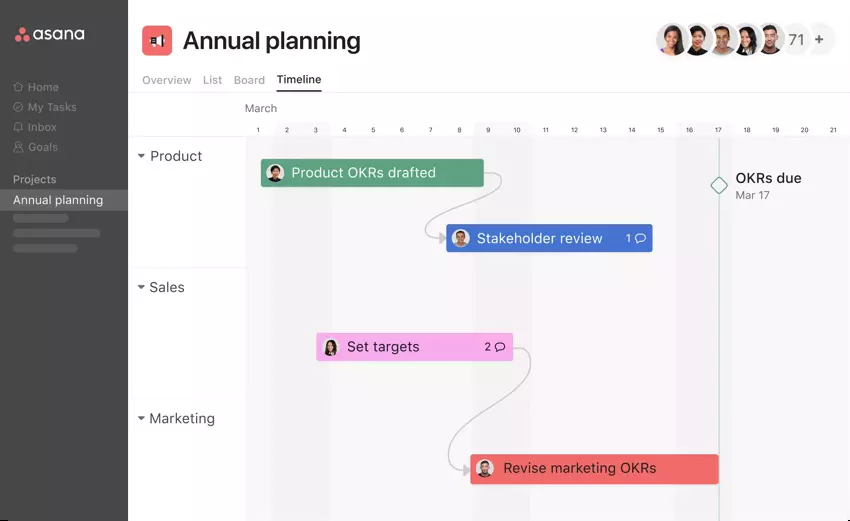 asana
Home
My Tasks
Inbox
Goals
Projects
Annual planning
Annual planning
71 +
Overview List Board Timeline
March
1 2 3 4 5 6 7 8 9 10 11 12 13 14 15 16 17 18 19 20 21
Product
Product OKRs drafted
OKRs due
Mar 17
Stakeholder review 1
Sales
Set targets 2
Marketing
Revise marketing OKRs